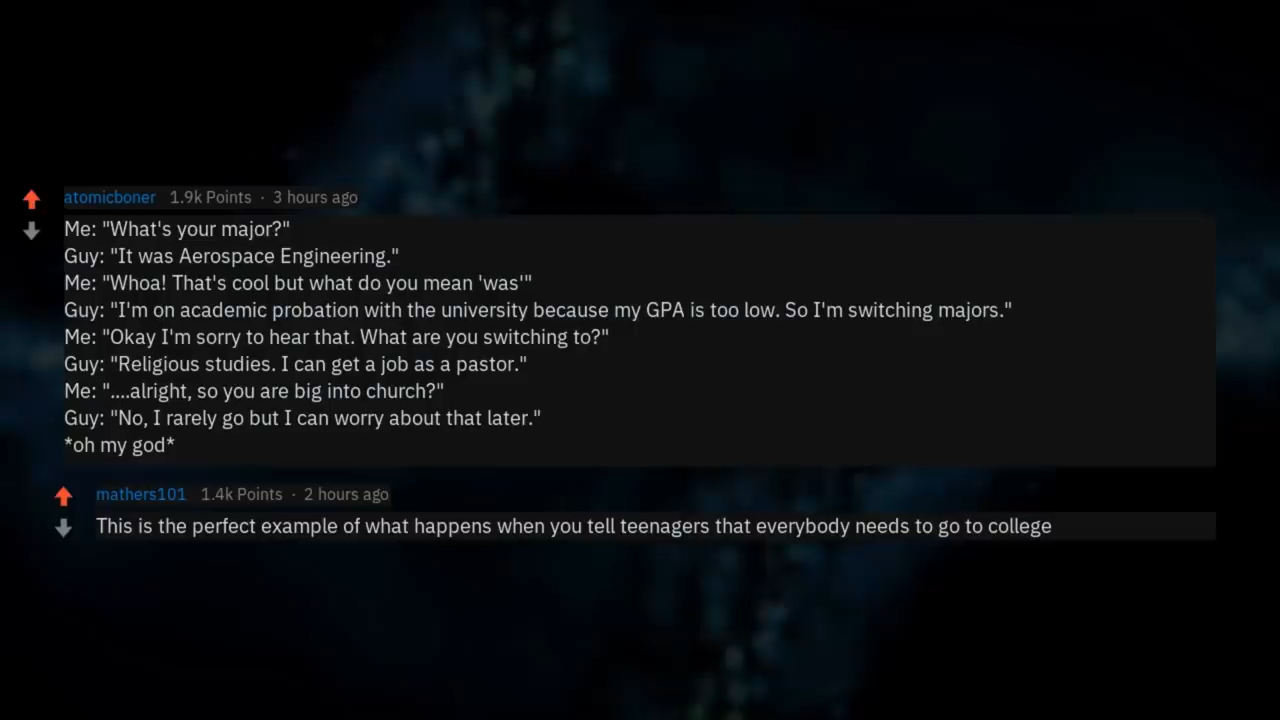 atomicboner 1.9k Points · 3 hours ago
Me: "What's your major?"
Guy: "It was Aerospace Engineering."
Me: "Whoa! That's cool but what do you mean 'was'"
Guy: "I'm on academic probation with the university because my GPA is too low. So I'm switching majors."
Me: "Okay I'm sorry to hear that. What are you switching to?"
Guy: "Religious studies. I can get a job as a pastor."
Me: "....alright, so you are big into church?"
Guy: "No, I rarely go but I can worry about that later."
*oh my god*
mathers101 1.4k Points · 2 hours ago
This is the perfect example of what happens when you tell teenagers that everybody needs to go to college